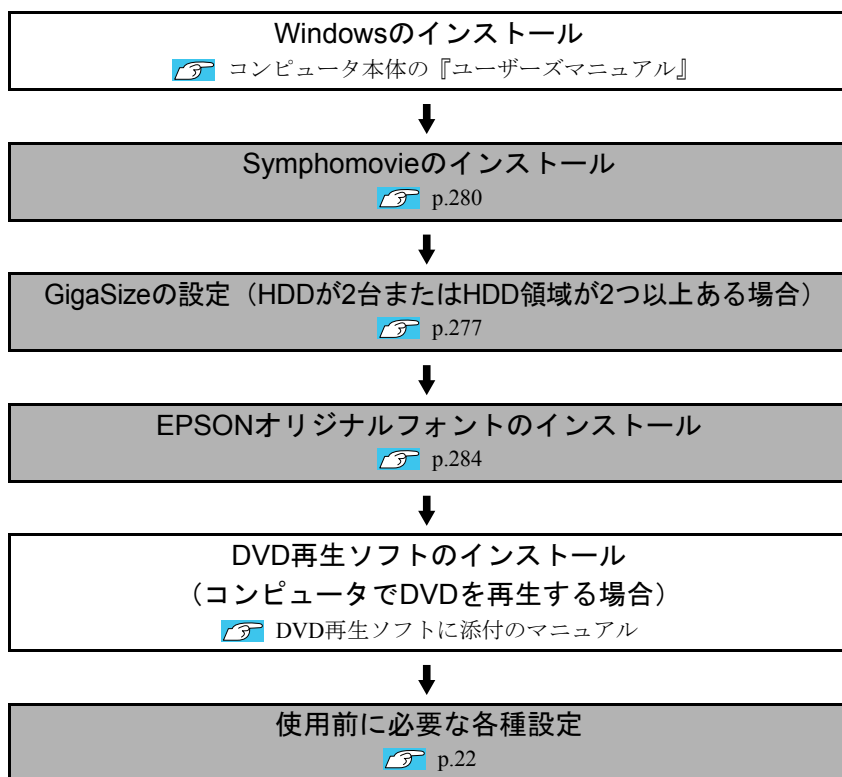 Windowsのインストール
コンピュータ本体の『ユーザーズマニュアル』
Symphomovieのインストール
p.280
GigaSizeの設定（HDDが2台またはHDD領域が2つ以上ある場合）
p.277
EPSONオリジナルフォントのインストール
p.284
DVD再生ソフトのインストール
（コンピュータでDVDを再生する場合）
DVD再生ソフトに添付のマニュアル
使用前に必要な各種設定
p.22